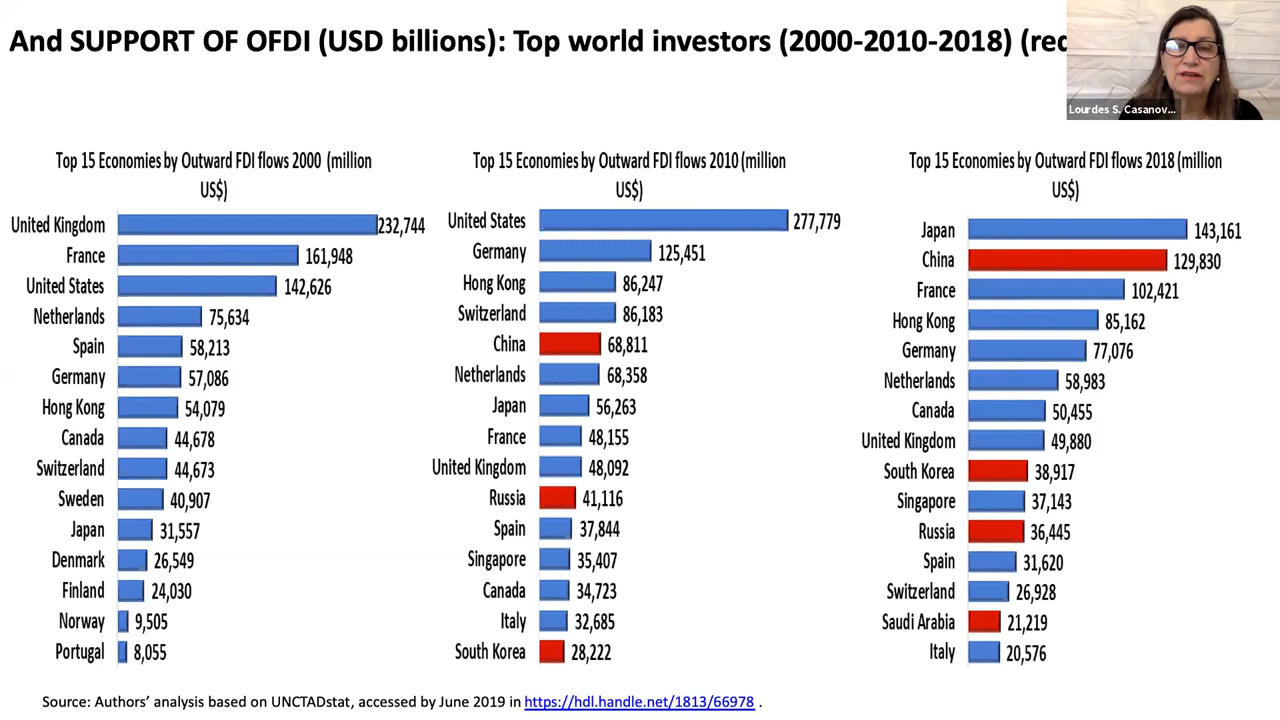 And SUPPORT OF OFDI (USD billions): Top world investors (2000-2010-2018) (red
Lourdes S. Casanov...
Top 15 Economies by Outward FDI flows 2000 (million
US$)
United Kingdom 232,744
France 161,948
United States 142,626
Netherlands 75,634
Spain 58,213
Germany 57,086
Hong Kong 54,079
Canada 44,678
Switzerland 44,673
Sweden 40,907
Japan 31,557
Denmark 26,549
Finland 24,030
Norway 9,505
Portugal 8,055
Top 15 Economies by Outward FDI flows 2010 (million
US$)
United States 277,779
Germany 125,451
Hong Kong 86,247
Switzerland 86,183
China 68,811
Netherlands 68,358
Japan 56,263
France 48,155
United Kingdom 48,092
Russia 41,116
Spain 37,844
Singapore 35,407
Canada 34,723
Italy 32,685
South Korea 28,222
Top 15 Economies by Outward FDI flows 2018 (million
US$)
Japan 143,161
China 129,830
France 102,421
Hong Kong 85,162
Germany 77,076
Netherlands 58,983
Canada 50,455
United Kingdom 49,880
South Korea 38,917
Singapore 37,143
Russia 36,445
Spain 31,620
Switzerland 26,928
Saudi Arabia 21,219
Italy 20,576
Source: Authors’ analysis based on UNCTADstat, accessed by June 2019 in https://hdl.handle.net/1813/66978 .